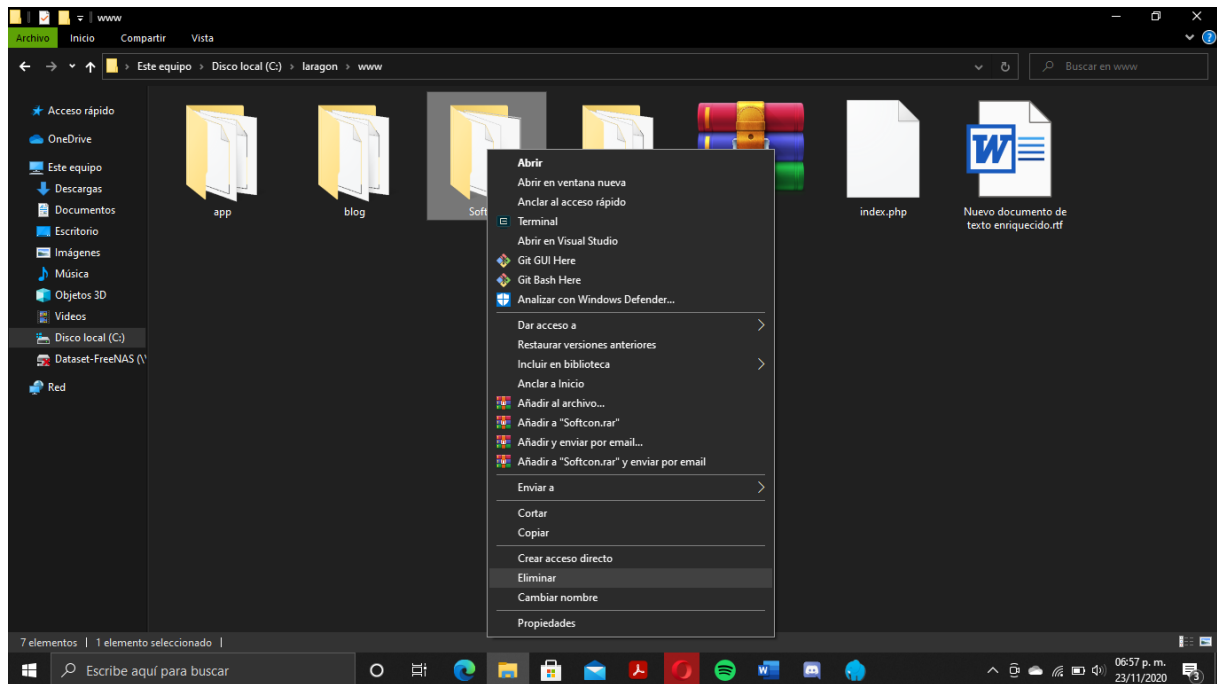 www
Archivo Inicio Compartir Vista
Este equipo > Disco local (C:) > laragon > www
Buscar en www
Acceso rápido
OneDrive
Este equipo
Descargas
Documentos
Escritorio
Imágenes
Música
Objetos 3D
Videos
Disco local (C:)
Dataset-FreeNAS (\\
Red
app
blog
Soft
index.php
Nuevo documento de
texto enriquecido.rtf
Abrir
Abrir en ventana nueva
Anclar al acceso rápido
Terminal
Abrir en Visual Studio
Git GUI Here
Git Bash Here
Analizar con Windows Defender...
Dar acceso a
Restaurar versiones anteriores
Incluir en biblioteca
Anclar a Inicio
Añadir al archivo...
Añadir a "Softcon.rar"
Añadir y enviar por email...
Añadir a "Softcon.rar" y enviar por email
Enviar a
Cortar
Copiar
Crear acceso directo
Eliminar
Cambiar nombre
Propiedades
7 elementos | 1 elemento seleccionado |
Escribe aquí para buscar
06:57 p. m.
23/11/2020
3